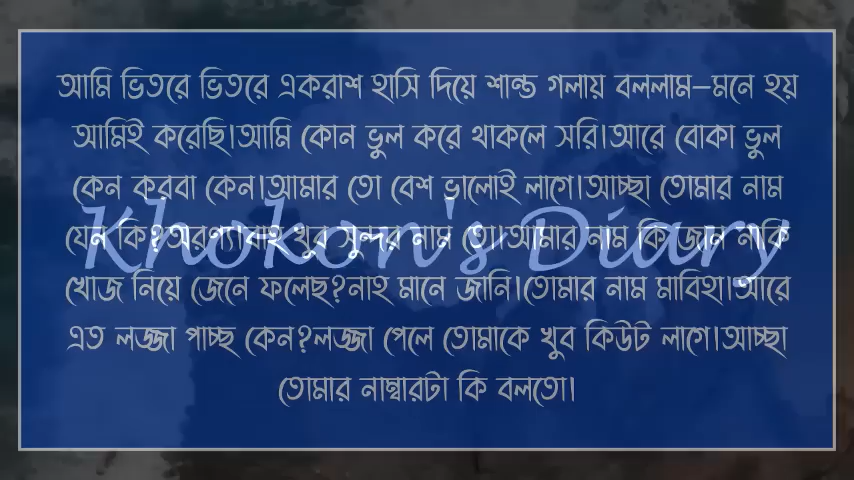 আমি ভিতরে ভিতরে একরাশ হাসি দিয়ে শান্ত গলায় বললাম–মনে হয়
আমিই করেছি।আমি কোন ভুল করে থাকলে সরি।আরে বোকা ভুল
কেন করবা কেন।আমার তো বেশ ভালোই লাগে।আচ্ছা তোমার নাম
যেন কি?অরণ্য।বাহ খুব সুন্দর নাম তো।আমার নাম কি জান নাকি
খোজ নিয়ে জেনে ফলেছ?নাহ মানে জানি।তোমার নাম মাবিহা।আরে
এত লজ্জা পাচ্ছ কেন?লজ্জা পেলে তোমাকে খুব কিউট লাগে।আচ্ছা
তোমার নাম্বারটা কি বলতো।
Khokon's Diary